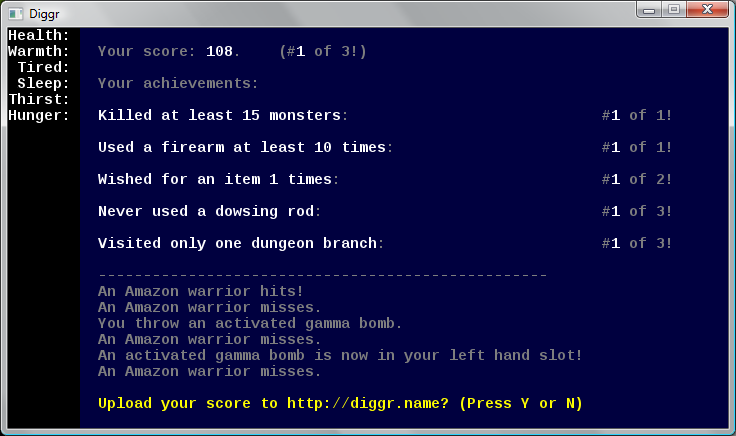 Diggr
Health:
Warmth: Your score: 108. (#1 of 3!)
Tired:
Sleep: Your achievements:
Thirst:
Hunger: Killed at least 15 monsters: #1 of 1!
Used a firearm at least 10 times: #1 of 1!
Wished for an item 1 times: #1 of 2!
Never used a dowsing rod: #1 of 3!
Visited only one dungeon branch: #1 of 3!
--------------------------------------------------
An Amazon warrior hits!
An Amazon warrior misses.
You throw an activated gamma bomb.
An Amazon warrior misses.
An activated gamma bomb is now in your left hand slot!
An Amazon warrior misses.
Upload your score to http://diggr.name? (Press Y or N)